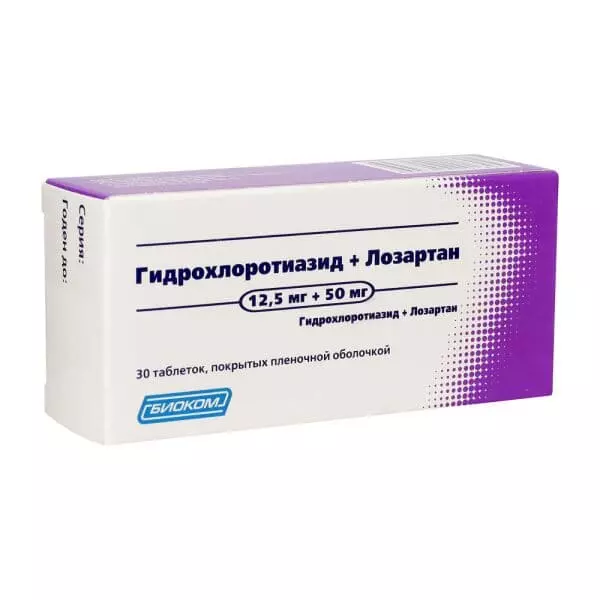 Гидрохлоротиазид + Лозартан
12,5 мг + 50 мг
Гидрохлоротиазид + Лозартан
30 таблеток, покрытых пленочной оболочкой
БИОКОМ
Серия:
Годен до: